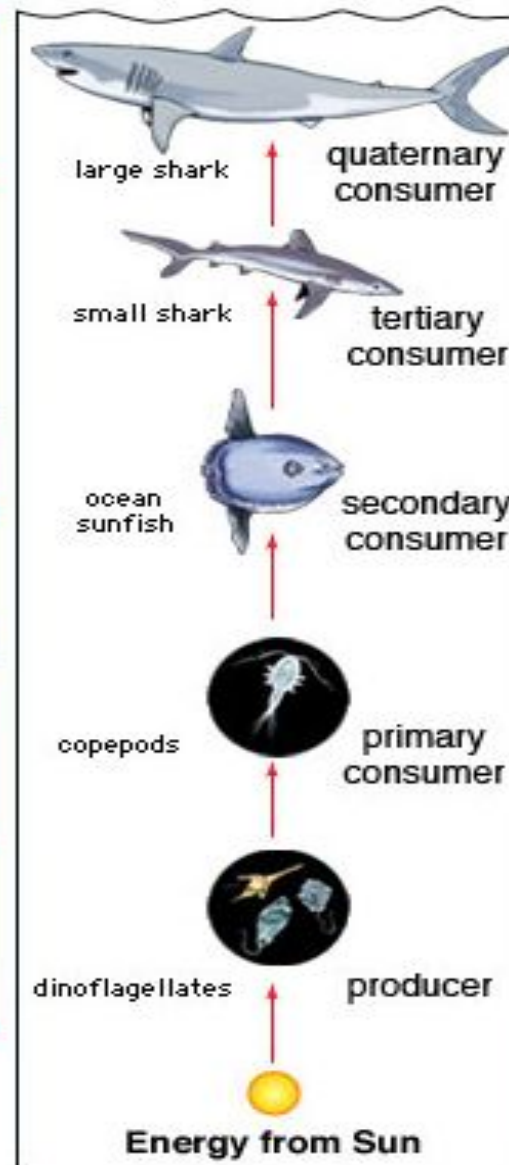 large shark
quaternary
consumer
small shark
tertiary
consumer
ocean
sunfish
secondary
consumer
copepods
primary
consumer
dinoflagellates
producer
Energy from Sun